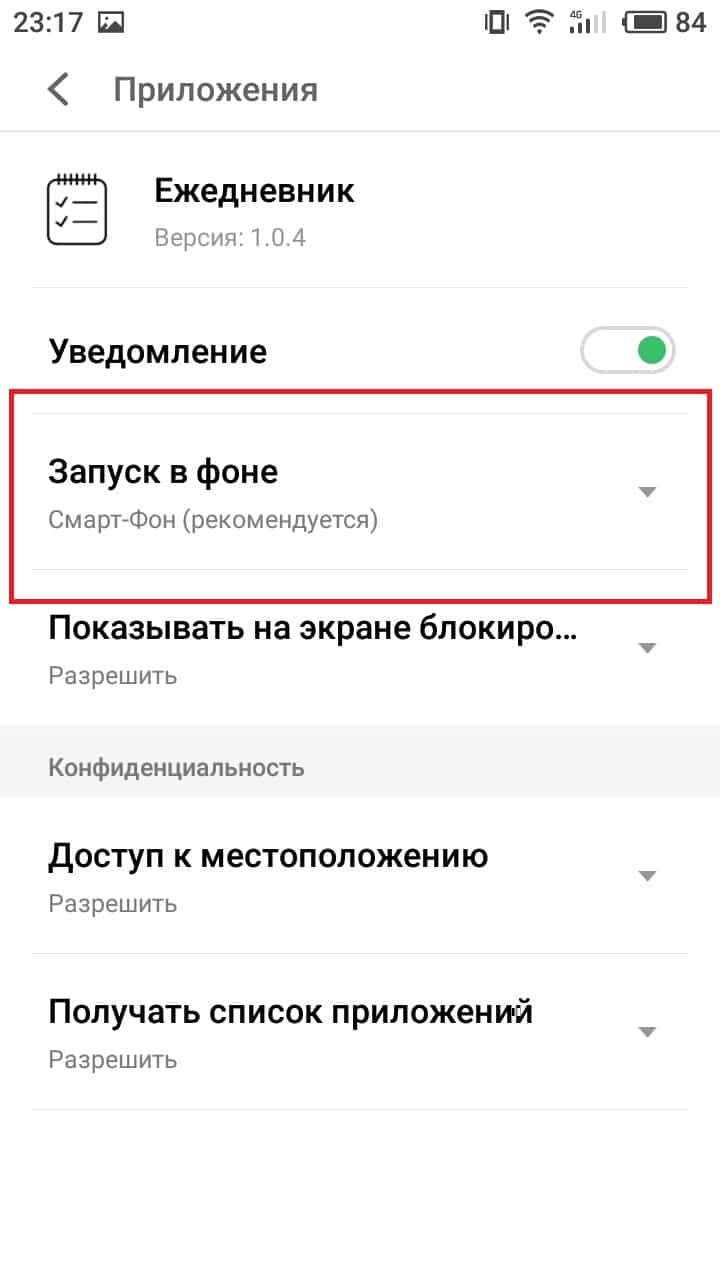 23:17 4G 84
Приложения
Ежедневник
Версия: 1.0.4
Уведомление
Запуск в фоне
Смарт-Фон (рекомендуется)
Показывать на экране блокиро...
Разрешить
Конфиденциальность
Доступ к местоположению
Разрешить
Получать список приложений
Разрешить